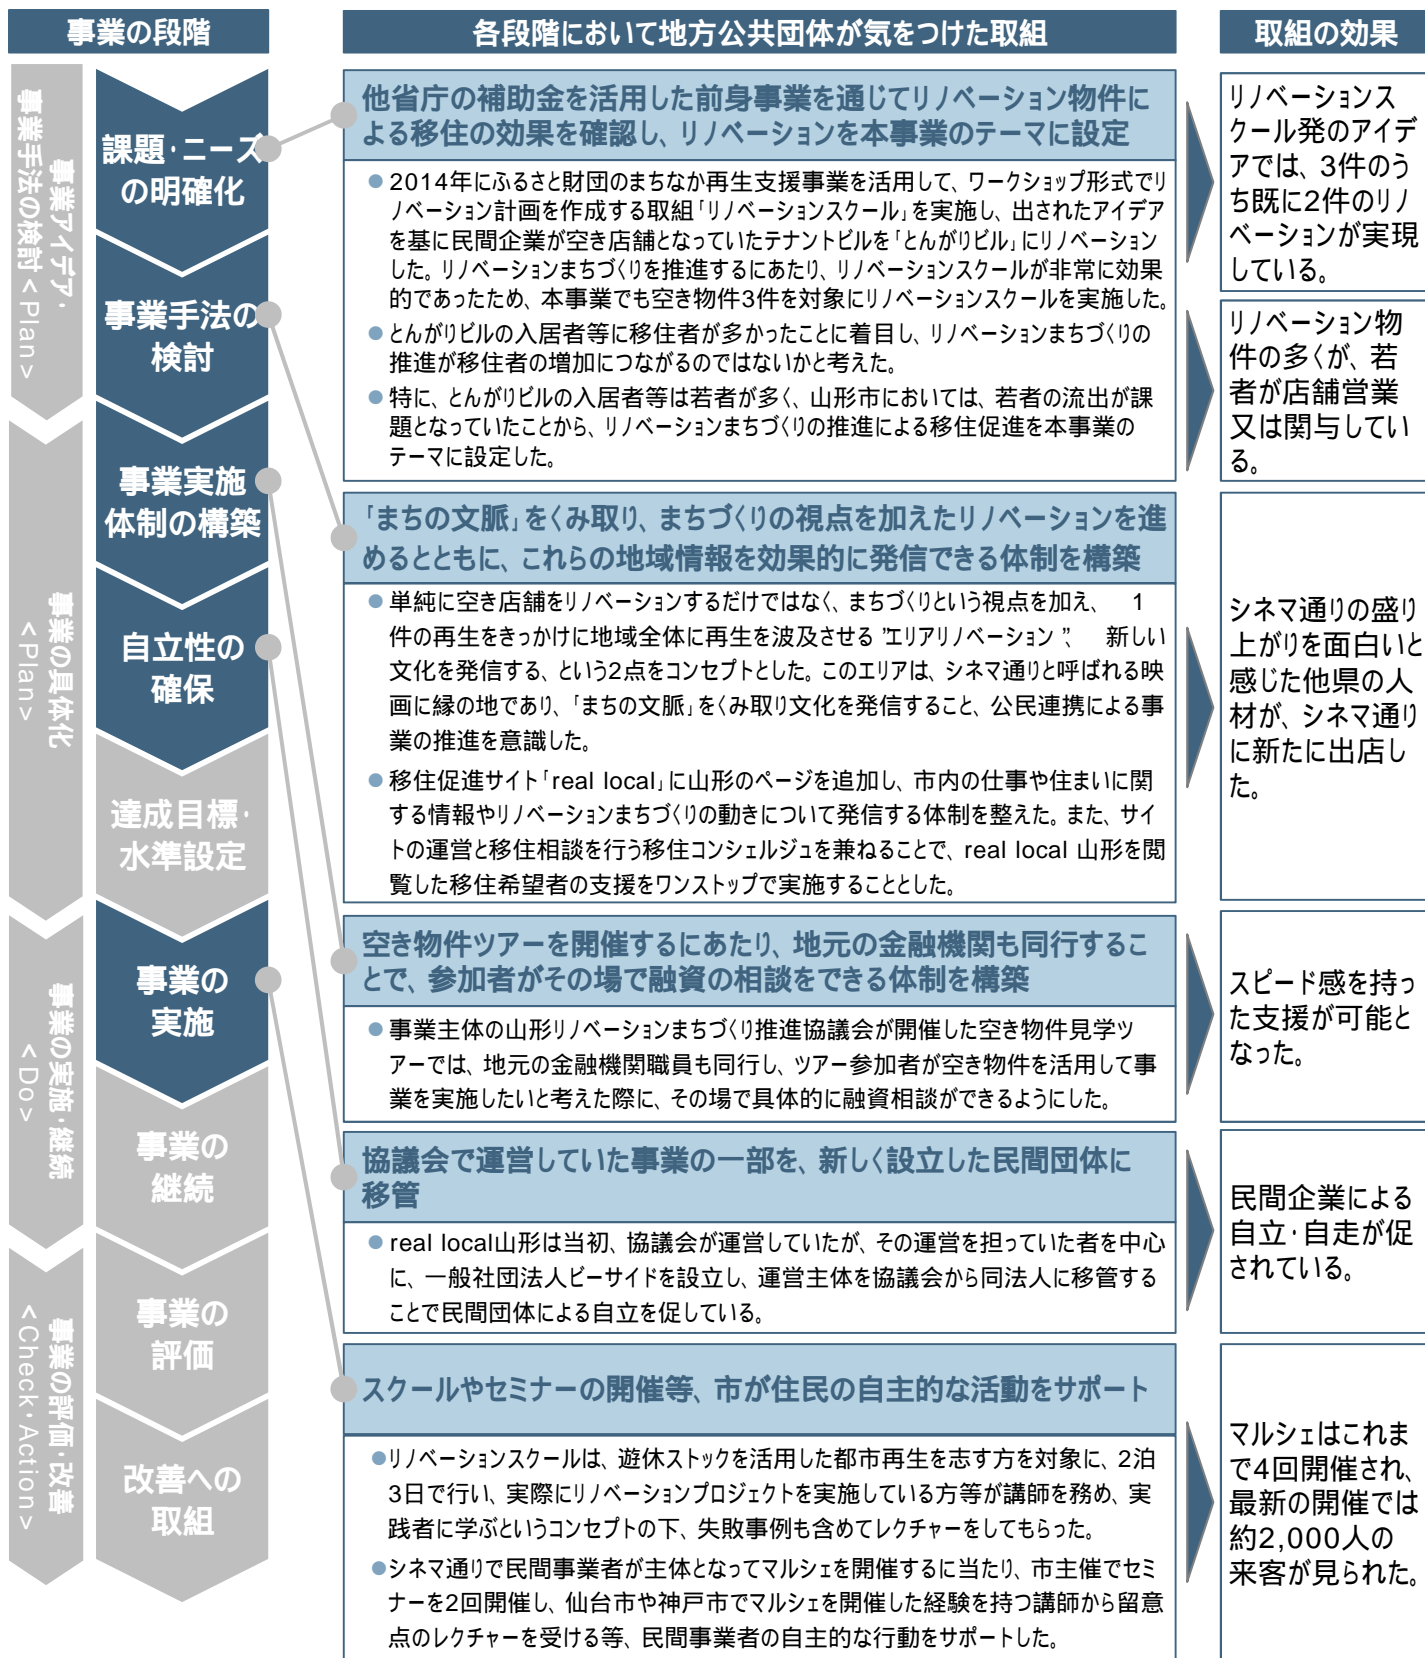 事業の段階
各段階において地方公共団体が気をつけた取組
取組の効果
事業アイデア・
事業手法の検討<Plan>
事業の具体化
<Plan>
事業の実施・継続
<Do>
事業の評価・改善
<Check・Action>
課題・ニーズ
の明確化
事業手法の
検討
事業実施
体制の構築
自立性の
確保
達成目標・
水準設定
事業の
実施
事業の
継続
事業の
評価
改善への
取組
他省庁の補助金を活用した前身事業を通じてリノベーション物件に
よる移住の効果を確認し、リノベーションを本事業のテーマに設定
●2014年にふるさと財団のまちなか再生支援事業を活用して、ワークショップ形式でリ
ノベーション計画を作成する取組「リノベーションスクール」を実施し、出されたアイデア
を基に民間企業が空き店舗となっていたテナントビルを「とんがりビル」にリノベーション
した。リノベーションまちづくりを推進するにあたり、リノベーションスクールが非常に効果
的であったため、本事業でも空き物件3件を対象にリノベーションスクールを実施した。
●とんがりビルの入居者等に移住者が多かったことに着目し、リノベーションまちづくりの
推進が移住者の増加につながるのではないかと考えた。
●特に、とんがりビルの入居者等は若者が多く、山形市においては、若者の流出が課
題となっていたことから、リノベーションまちづくりの推進による移住促進を本事業の
テーマに設定した。
リノベーションス
クール発のアイデ
アでは、3件のう
ち既に2件のリノ
ベーションが実現
している。
リノベーション物
件の多くが、若
者が店舗営業
又は関与してい
る。
「まちの文脈」をくみ取り、まちづくりの視点を加えたリノベーションを進
めるとともに、これらの地域情報を効果的に発信できる体制を構築
●単純に空き店舗をリノベーションするだけではなく、まちづくりという視点を加え、 1
件の再生をきっかけに地域全体に再生を波及させる”エリアリノベーション”、 新しい
文化を発信する、という2点をコンセプトとした。このエリアは、シネマ通りと呼ばれる映
画に縁の地であり、「まちの文脈」をくみ取り文化を発信すること、公民連携による事
業の推進を意識した。
●移住促進サイト「real local」に山形のページを追加し、市内の仕事や住まいに関
する情報やリノベーションまちづくりの動きについて発信する体制を整えた。また、サイ
トの運営と移住相談を行う移住コンシェルジュを兼ねることで、real local 山形を閲
覧した移住希望者の支援をワンストップで実施することとした。
シネマ通りの盛り
上がりを面白いと
感じた他県の人
材が、シネマ通り
に新たに出店し
た。
空き物件ツアーを開催するにあたり、地元の金融機関も同行するこ
とで、参加者がその場で融資の相談をできる体制を構築
●事業主体の山形リノベーションまちづくり推進協議会が開催した空き物件見学ツ
アーでは、地元の金融機関職員も同行し、ツアー参加者が空き物件を活用して事
業を実施したいと考えた際に、その場で具体的に融資相談ができるようにした。
スピード感を持っ
た支援が可能と
なった。
協議会で運営していた事業の一部を、新しく設立した民間団体に
移管
●real local山形は当初、協議会が運営していたが、その運営を担っていた者を中心
に、一般社団法人ビーサイドを設立し、運営主体を協議会から同法人に移管する
ことで民間団体による自立を促している。
民間企業による
自立・自走が促
されている。
スクールやセミナーの開催等、市が住民の自主的な活動をサポート
●リノベーションスクールは、遊休ストックを活用した都市再生を志す方を対象に、2泊
3日で行い、実際にリノベーションプロジェクトを実施している方等が講師を務め、実
践者に学ぶというコンセプトの下、失敗事例も含めてレクチャーをしてもらった。
●シネマ通りで民間事業者が主体となってマルシェを開催するに当たり、市主催でセミ
ナーを2回開催し、仙台市や神戸市でマルシェを開催した経験を持つ講師から留意
点のレクチャーを受ける等、民間事業者の自主的な行動をサポートした。
マルシェはこれま
で4回開催され、
最新の開催では
約2,000人の
来客が見られた。